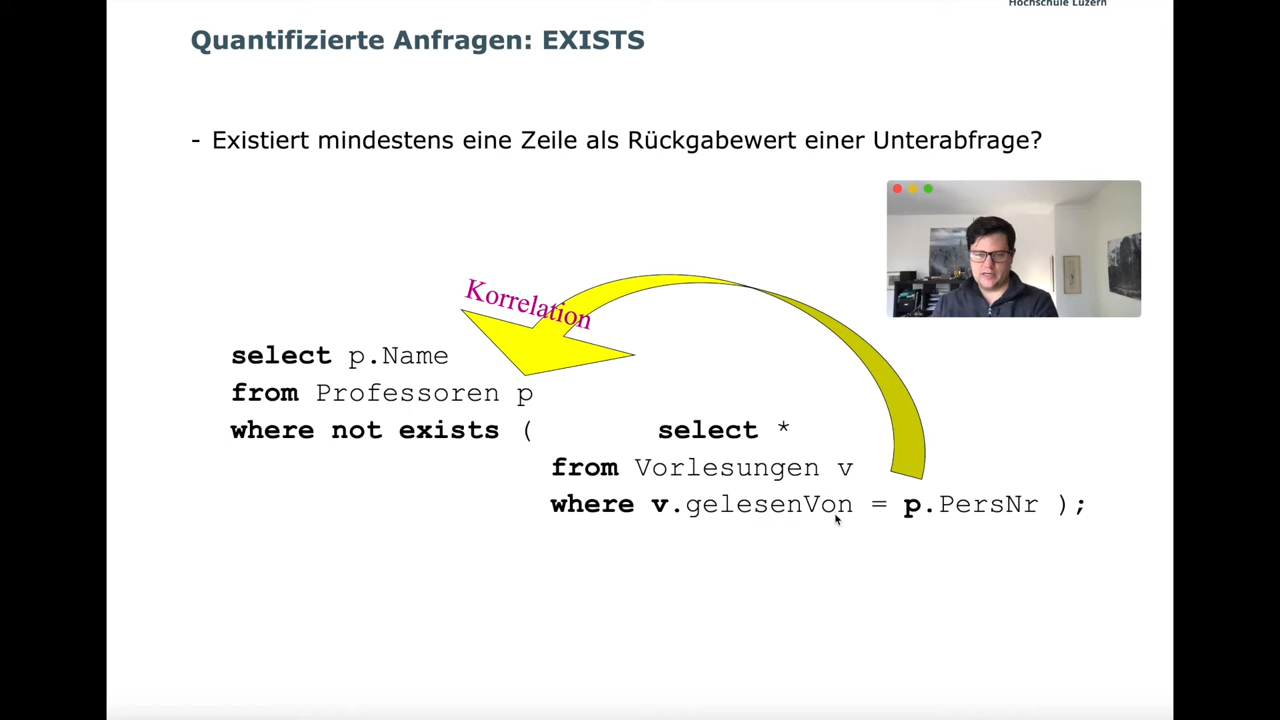 Hochschule Luzern
Quantifizierte Anfragen: EXISTS
- Existiert mindestens eine Zeile als Rückgabewert einer Unterabfrage?
Korrelation
select p.Name
from Professoren p
where not exists ( select *
from Vorlesungen v
where v.gelesenVon = p.PersNr );